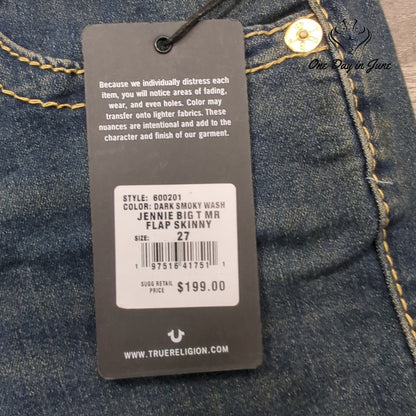 One Day in June
Because we individually distress each
item, you will notice areas of fading,
wear, and even holes. Color may
transfer onto lighter fabrics. These
nuances are intentional and add to the
character and finish of our garment.
STYLE: 600201
COLOR: DARK SMOKY WASH
JENNIE BIG T MR
FLAP SKINNY
SIZE: 27
1 97516 41751 1
SUGG RETAIL
PRICE $199.00
WWW.TRUERELIGION.COM